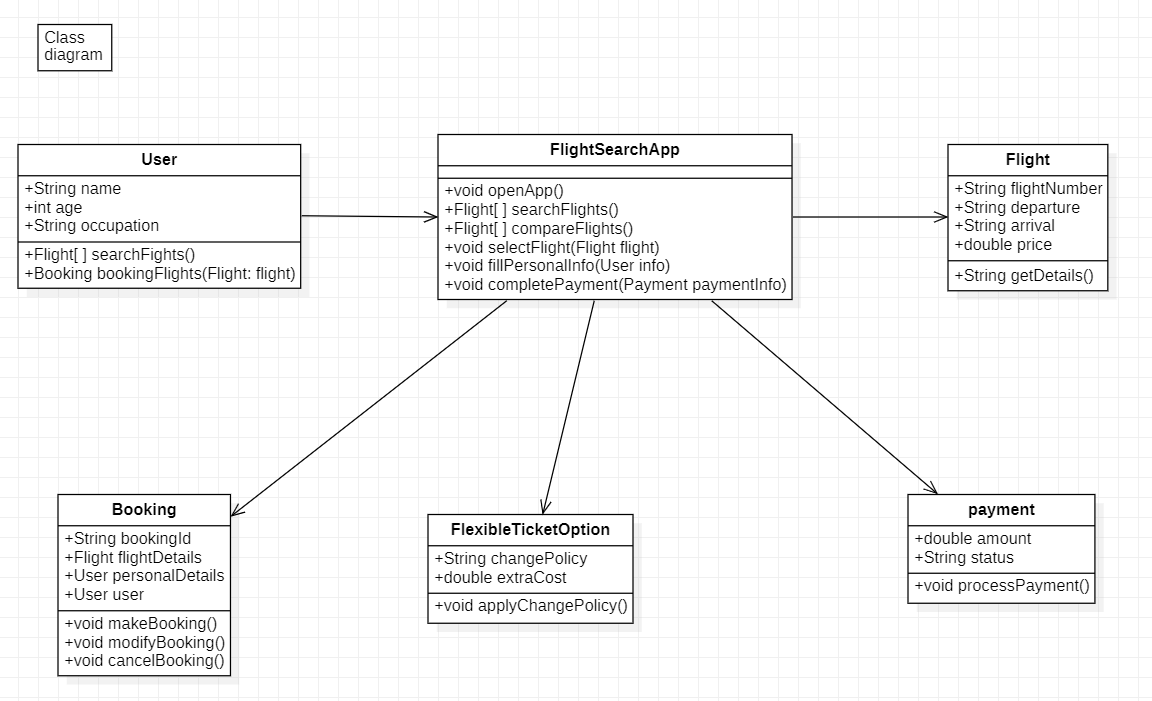 Class
diagram
User
+String name
+int age
+String occupation
+Flight[ ] searchFights()
+Booking bookingFlights(Flight: flight)
FlightSearchApp
+void openApp()
+Flight[ ] searchFlights()
+Flight[ ] compareFlights()
+void selectFlight(Flight flight)
+void fillPersonalInfo(User info)
+void completePayment(Payment paymentInfo)
Flight
+String flightNumber
+String departure
+String arrival
+double price
+String getDetails()
Booking
+String bookingId
+Flight flightDetails
+User personalDetails
+User user
+void makeBooking()
+void modifyBooking()
+void cancelBooking()
FlexibleTicketOption
+String changePolicy
+double extraCost
+void applyChangePolicy()
payment
+double amount
+String status
+void processPayment()